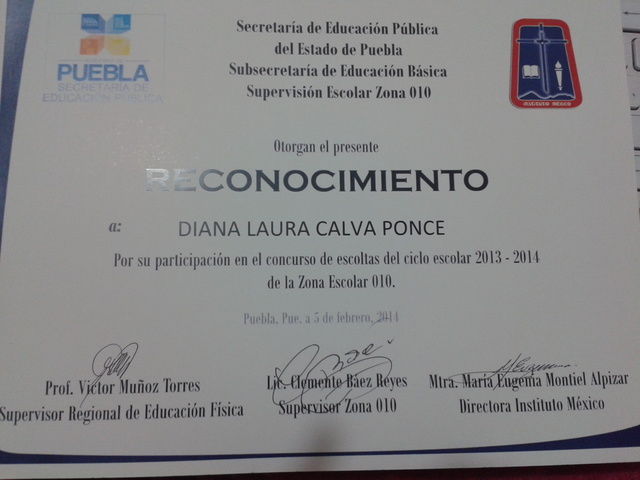 Secretaría de Educación Pública
del Estado de Puebla
Subsecretaría de Educación Básica
Supervisión Escolar Zona 010
PUEBLA
SECRETARÍA DE
EDUCACIÓN PÚBLICA
INSTITUTO MEXICO
Otorgan el presente
RECONOCIMIENTO
a: DIANA LAURA CALVA PONCE
Por su participación en el concurso de escoltas del ciclo escolar 2013 - 2014
de la Zona Escolar 010.
Puebla, Pue. a 5 de febrero, 2014
Prof. Víctor Muñoz Torres
Supervisor Regional de Educación Física
Lic. Clemente Báez Reyes
Supervisor Zona 010
Mtra. María Eugenia Montiel Alpizar
Directora Instituto México